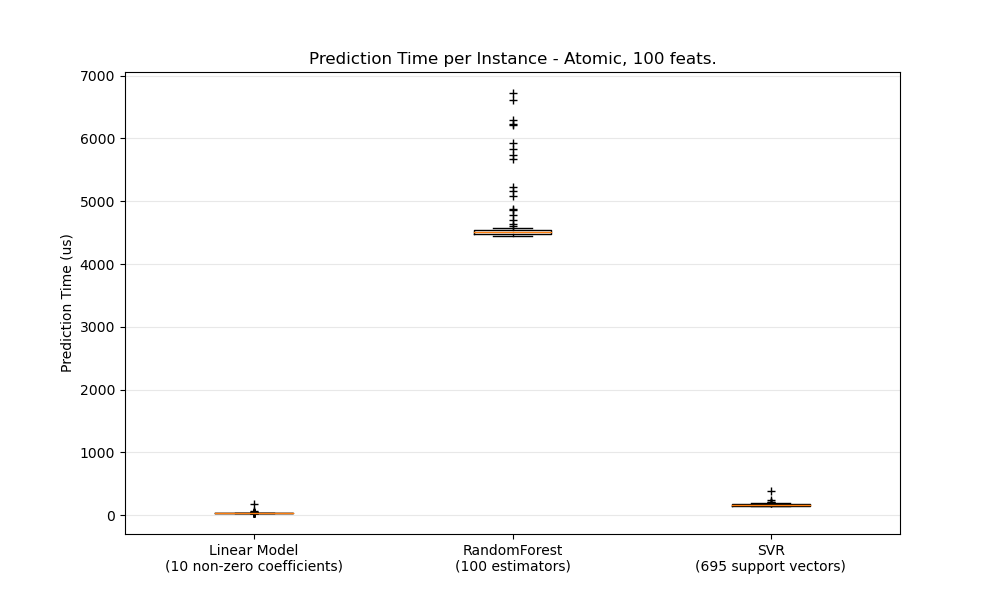 Prediction Time per Instance - Atomic, 100 feats.
Prediction Time (us)
7000
6000
5000
4000
3000
2000
1000
0
Linear Model
(10 non-zero coefficients)
RandomForest
(100 estimators)
SVR
(695 support vectors)